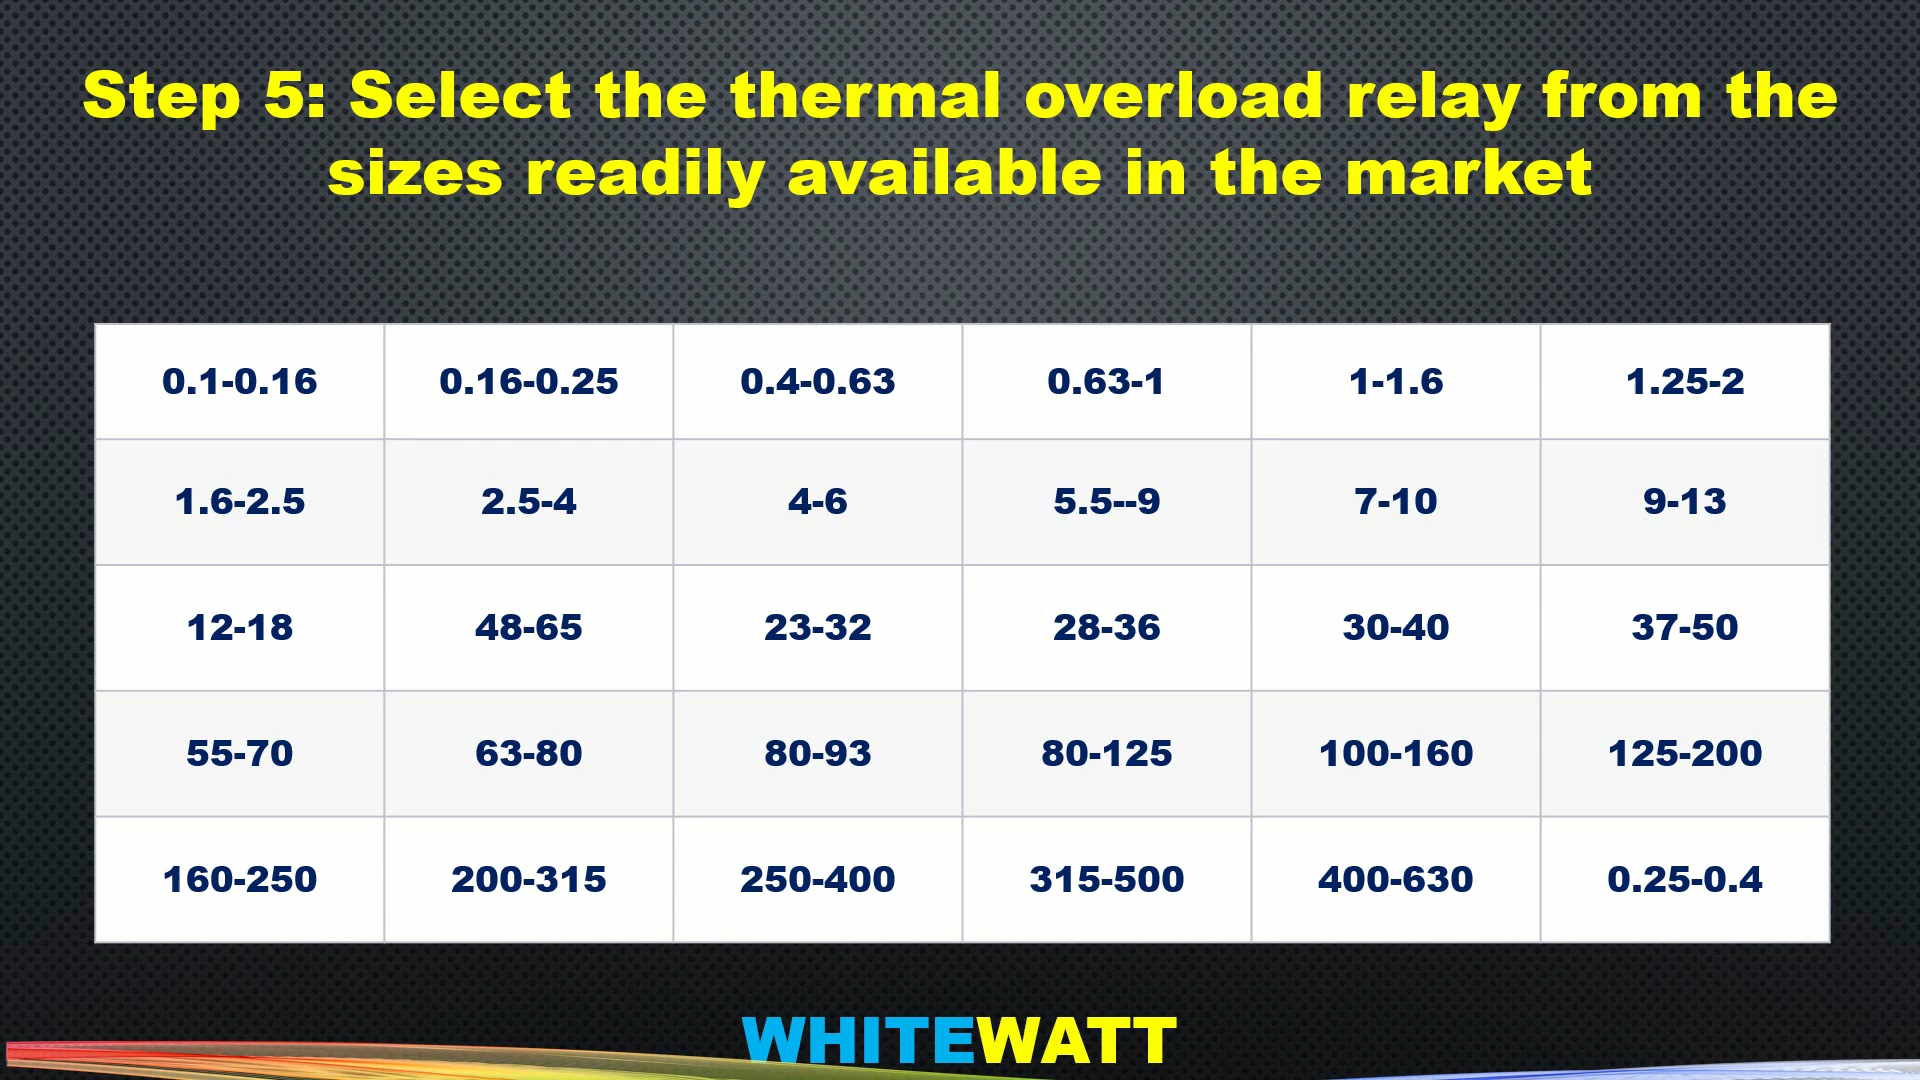 Step 5: Select the thermal overload relay from the
sizes readily available in the market
0.1-0.16 0.16-0.25 0.4-0.63 0.63-1 1-1.6 1.25-2
1.6-2.5 2.5-4 4-6 5.5--9 7-10 9-13
12-18 48-65 23-32 28-36 30-40 37-50
55-70 63-80 80-93 80-125 100-160 125-200
160-250 200-315 250-400 315-500 400-630 0.25-0.4
WHITEWATT